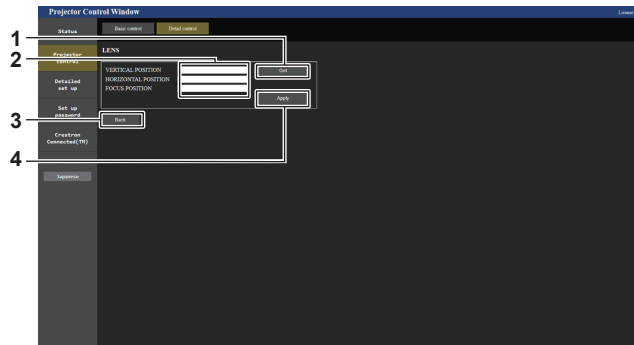 Projector Control Window
License
Status
Basic control
Detail control
1
2
LENS
Projector control
VERTICAL POSITION
HORIZONTAL POSITION
FOCUS POSITION
Get
Detailed set up
Apply
Set up password
3
Back
Crestron Connected(TM)
4
Japanese